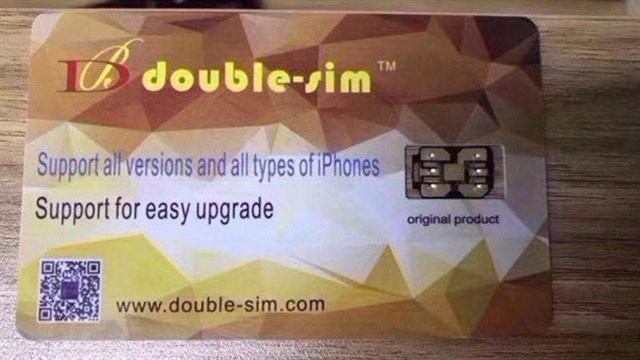 DB double-sim™
Support all versions and all types of iPhones
Support for easy upgrade
original product
www.double-sim.com